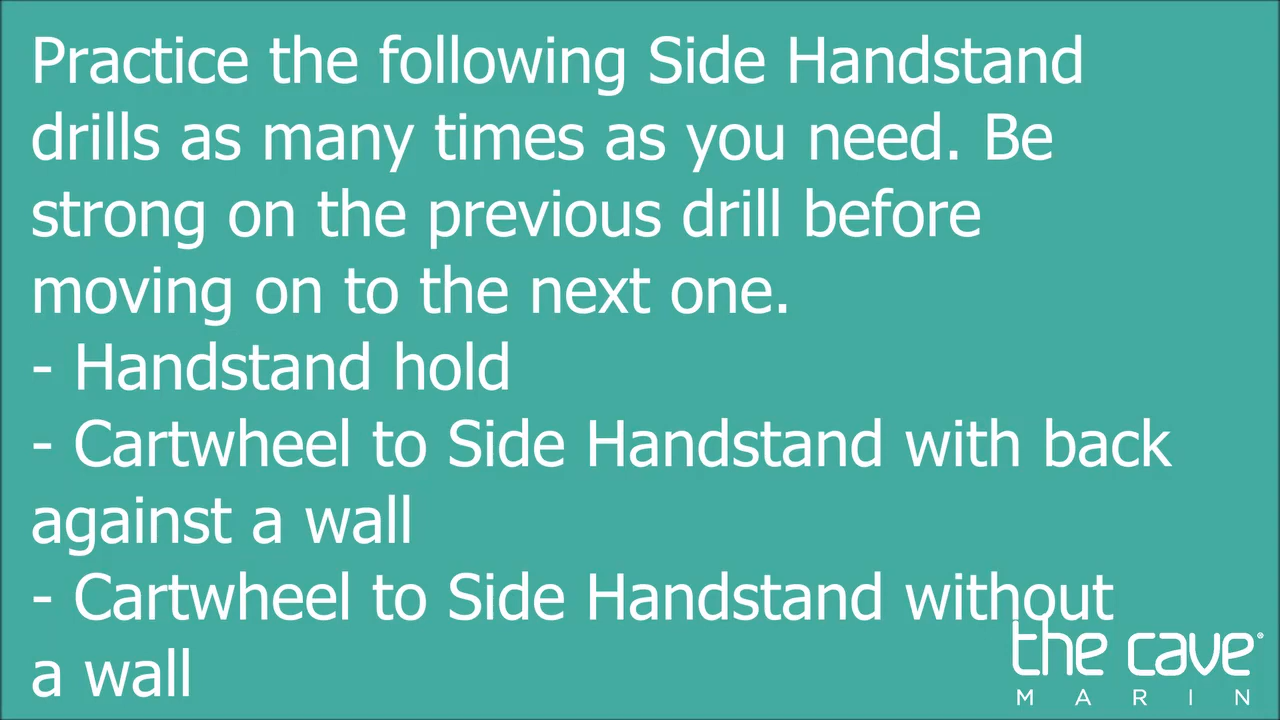 Practice the following Side Handstand
drills as many times as you need. Be
strong on the previous drill before
moving on to the next one.
- Handstand hold
- Cartwheel to Side Handstand with back
against a wall
- Cartwheel to Side Handstand without
a wall
the cave®
MARIN